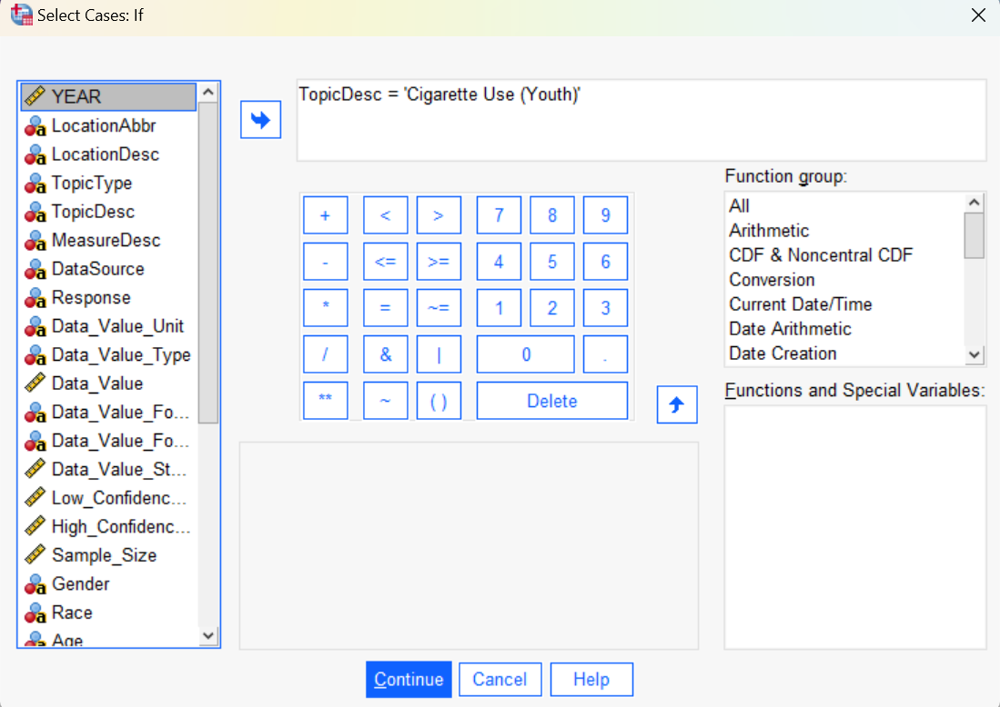 Select Cases: If
YEAR
LocationAbbr
LocationDesc
TopicType
TopicDesc
MeasureDesc
DataSource
Response
Data_Value_Unit
Data_Value_Type
Data_Value
Data_Value_Fo...
Data_Value_Fo...
Data_Value_St...
Low_Confidenc...
High_Confidenc...
Sample_Size
Gender
Race
Age
TopicDesc = 'Cigarette Use (Youth)'
+ < > 7 8 9
- <= >= 4 5 6
* = ~= 1 2 3
/ & | 0 .
** ~ ( ) Delete
Function group:
All
Arithmetic
CDF & Noncentral CDF
Conversion
Current Date/Time
Date Arithmetic
Date Creation
Functions and Special Variables:
Continue Cancel Help